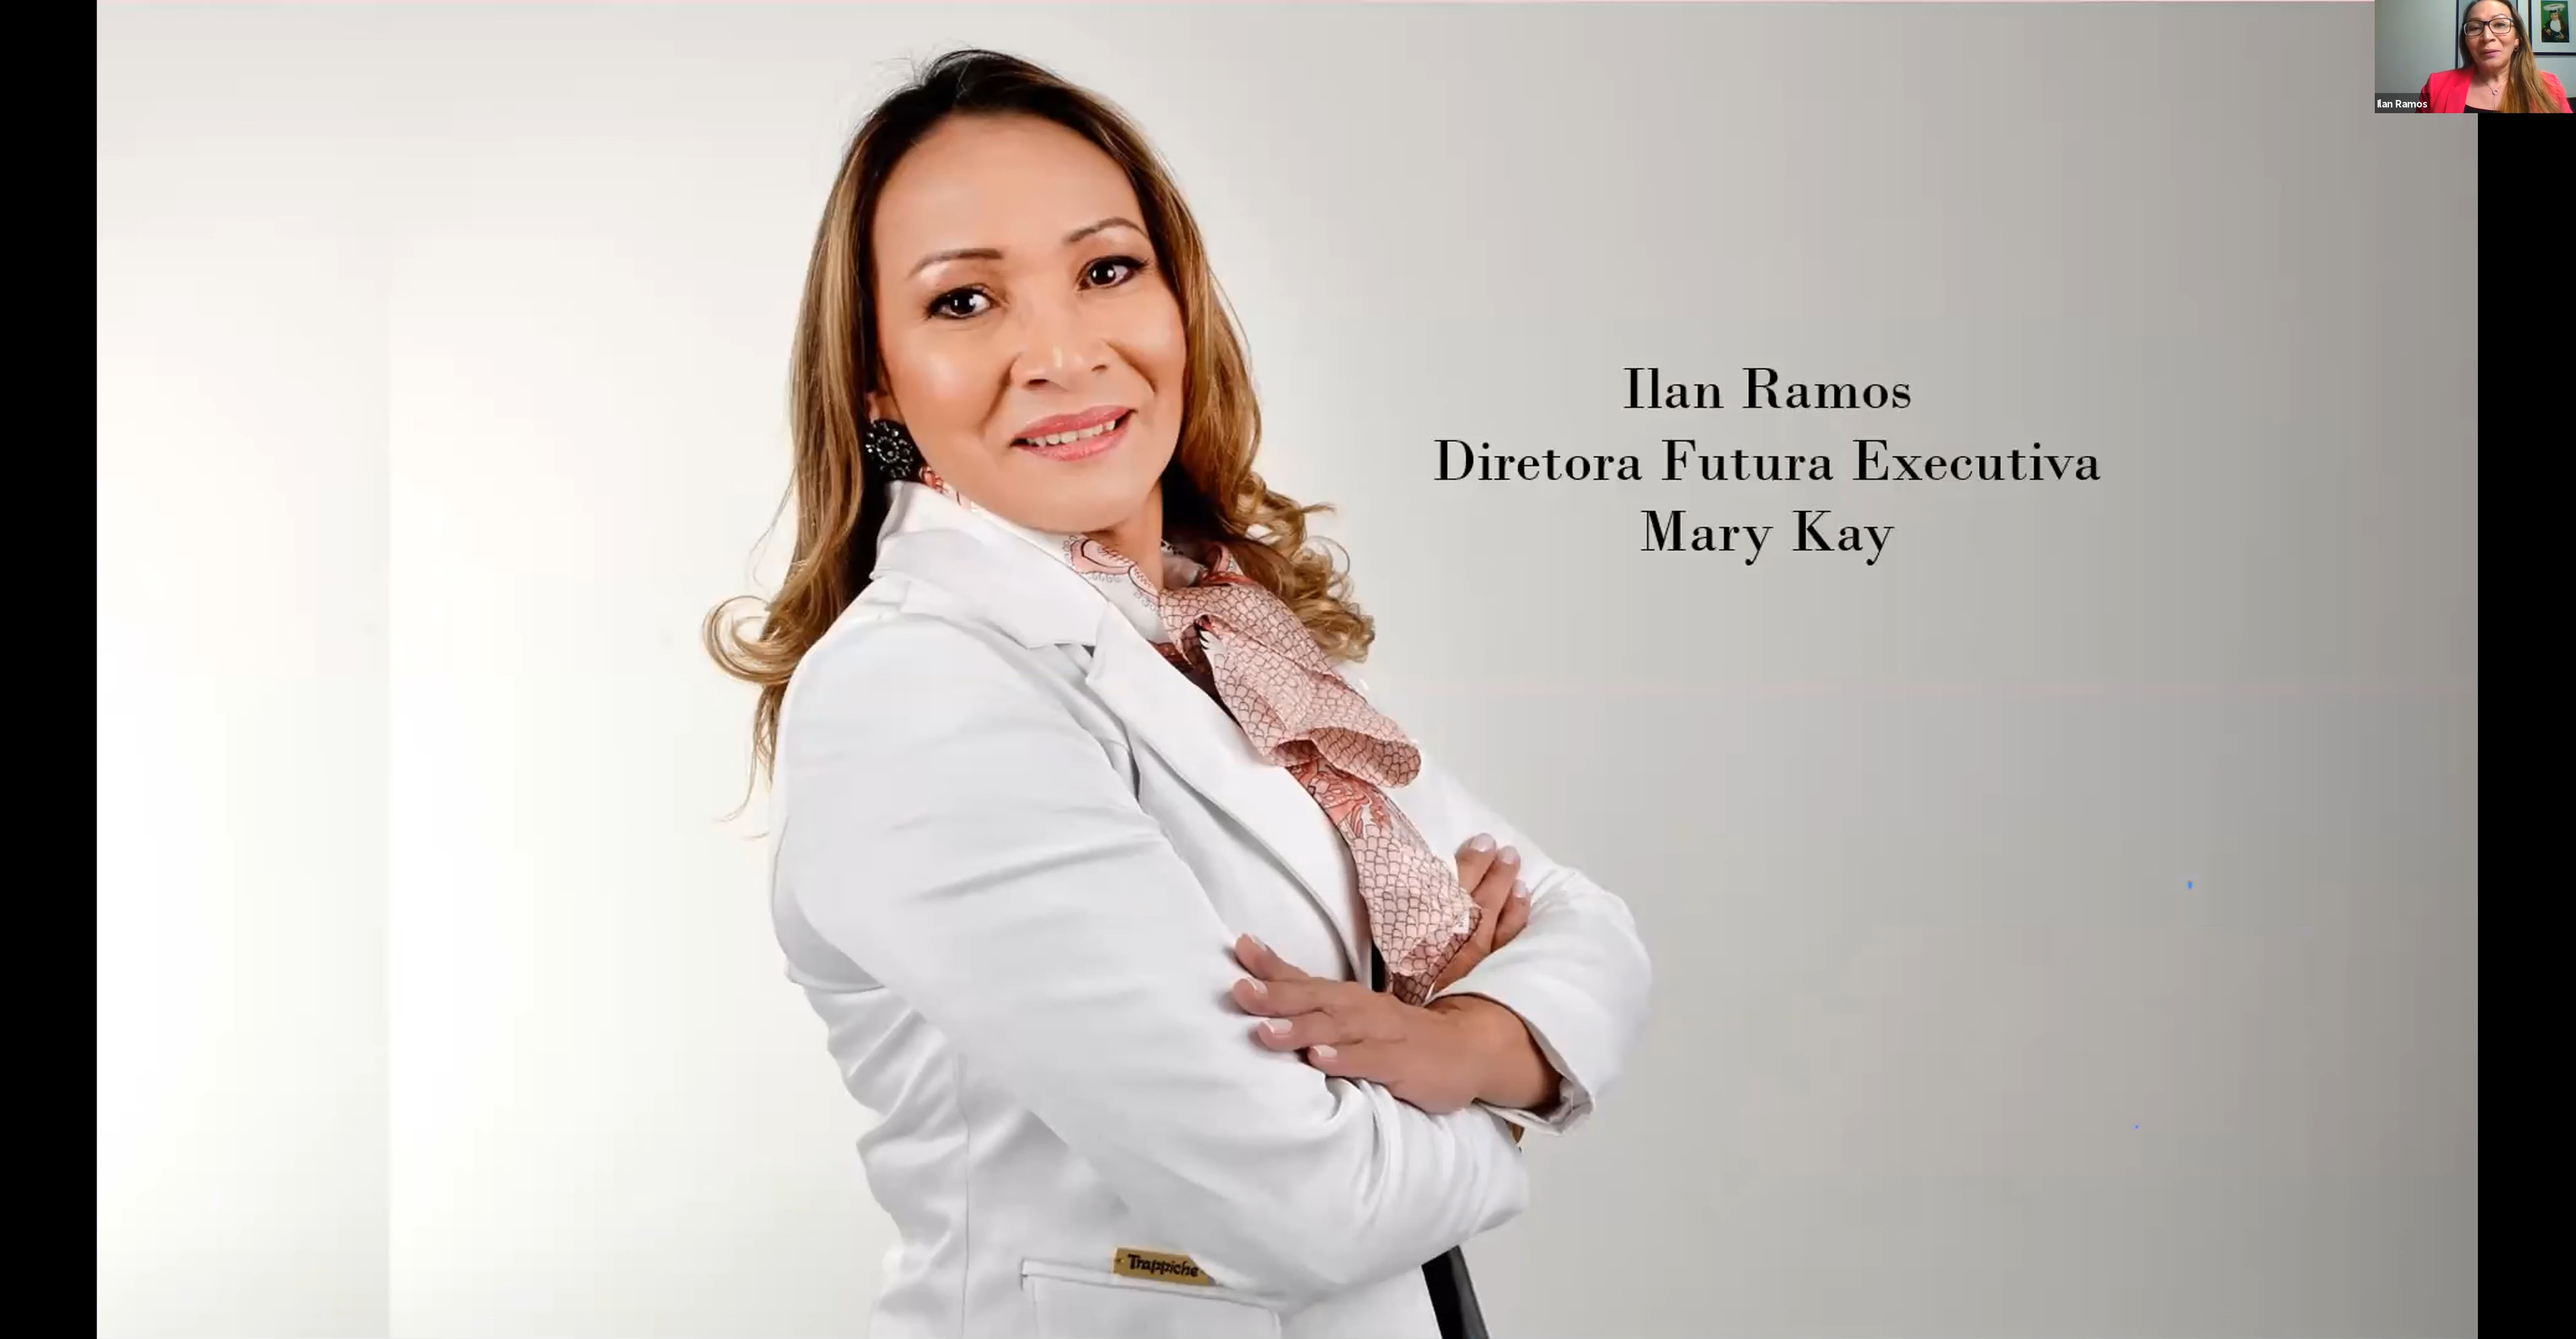 Ilan Ramos
Ilan Ramos
Diretora Futura Executiva
Mary Kay
Trappiche